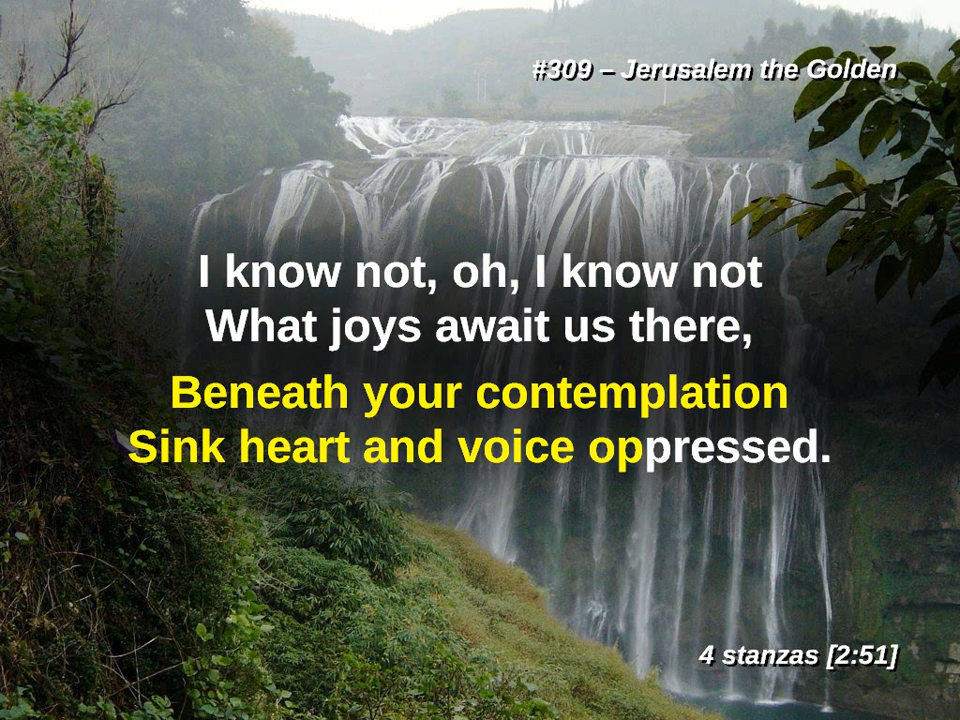 #309 – Jerusalem the Golden
I know not, oh, I know not
What joys await us there,
Beneath your contemplation
Sink heart and voice oppressed.
4 stanzas [2:51]